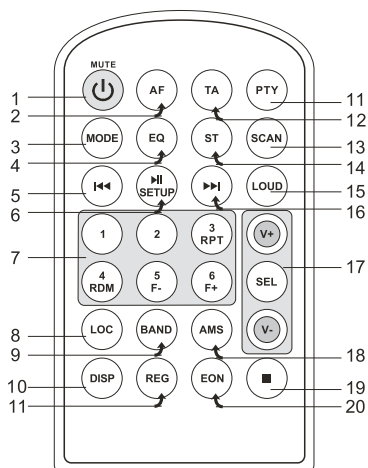 MUTE
AF TA PTY
1 2 12 11
MODE EQ ST SCAN
3 4 14 13
SETUP LOUD
5 6 16 15
1 2 3 RPT V+
7 17
4 RDM 5 F- 6 F+ SEL
LOC BAND AMS V-
8 9 18
DISP REG EON
10 11 20 19